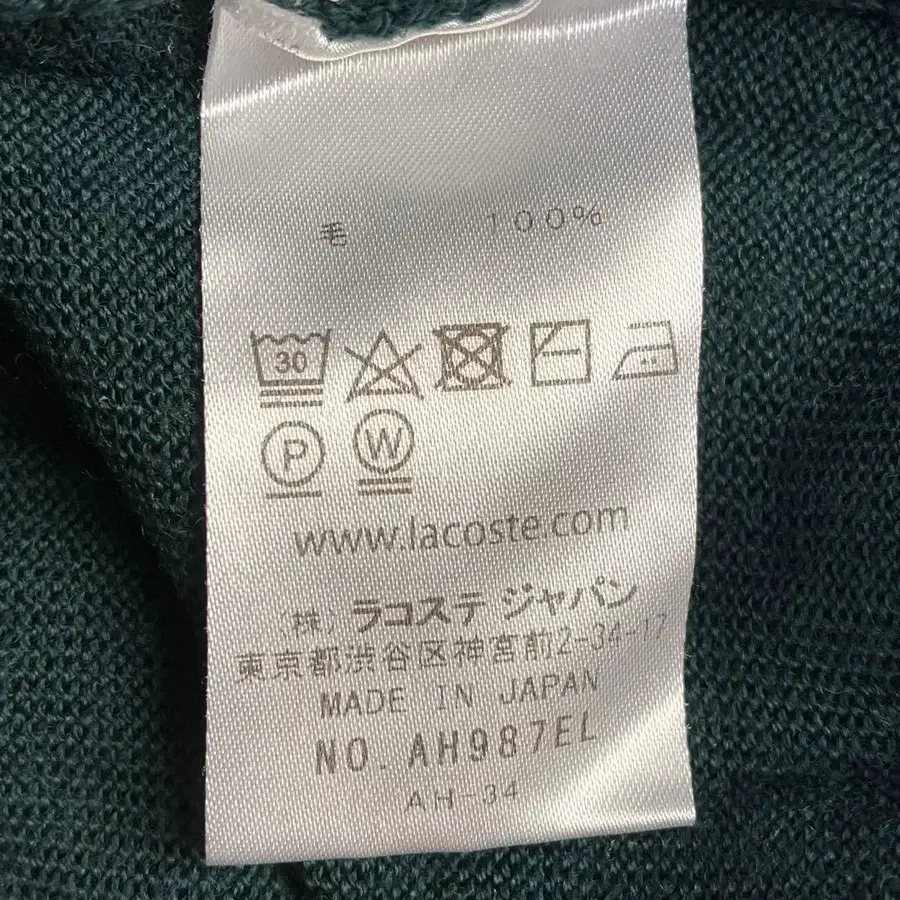 毛 100%
30
P W
www.lacoste.com
(株) ラコステ ジャパン
東京都渋谷区神宮前2-34-17
MADE IN JAPAN
NO. AH987EL
AH-34